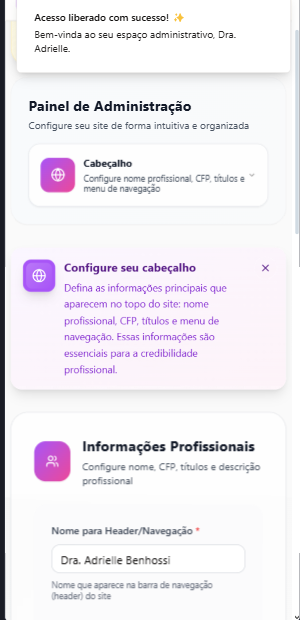 Acesso liberado com sucesso! ✨
Bem-vinda ao seu espaço administrativo, Dra.
Adrielle.
Painel de Administração
Configure seu site de forma intuitiva e organizada
Cabeçalho
Configure nome profissional, CFP, títulos e
menu de navegação
Configure seu cabeçalho
Defina as informações principais que
aparecem no topo do site: nome
profissional, CFP, títulos e menu de
navegação. Essas informações são
essenciais para a credibilidade
profissional.
Informações Profissionais
Configure nome, CFP, títulos e descrição
profissional
Nome para Header/Navegação *
Dra. Adrielle Benhossi
Nome que aparece na barra de navegação
(header) do site